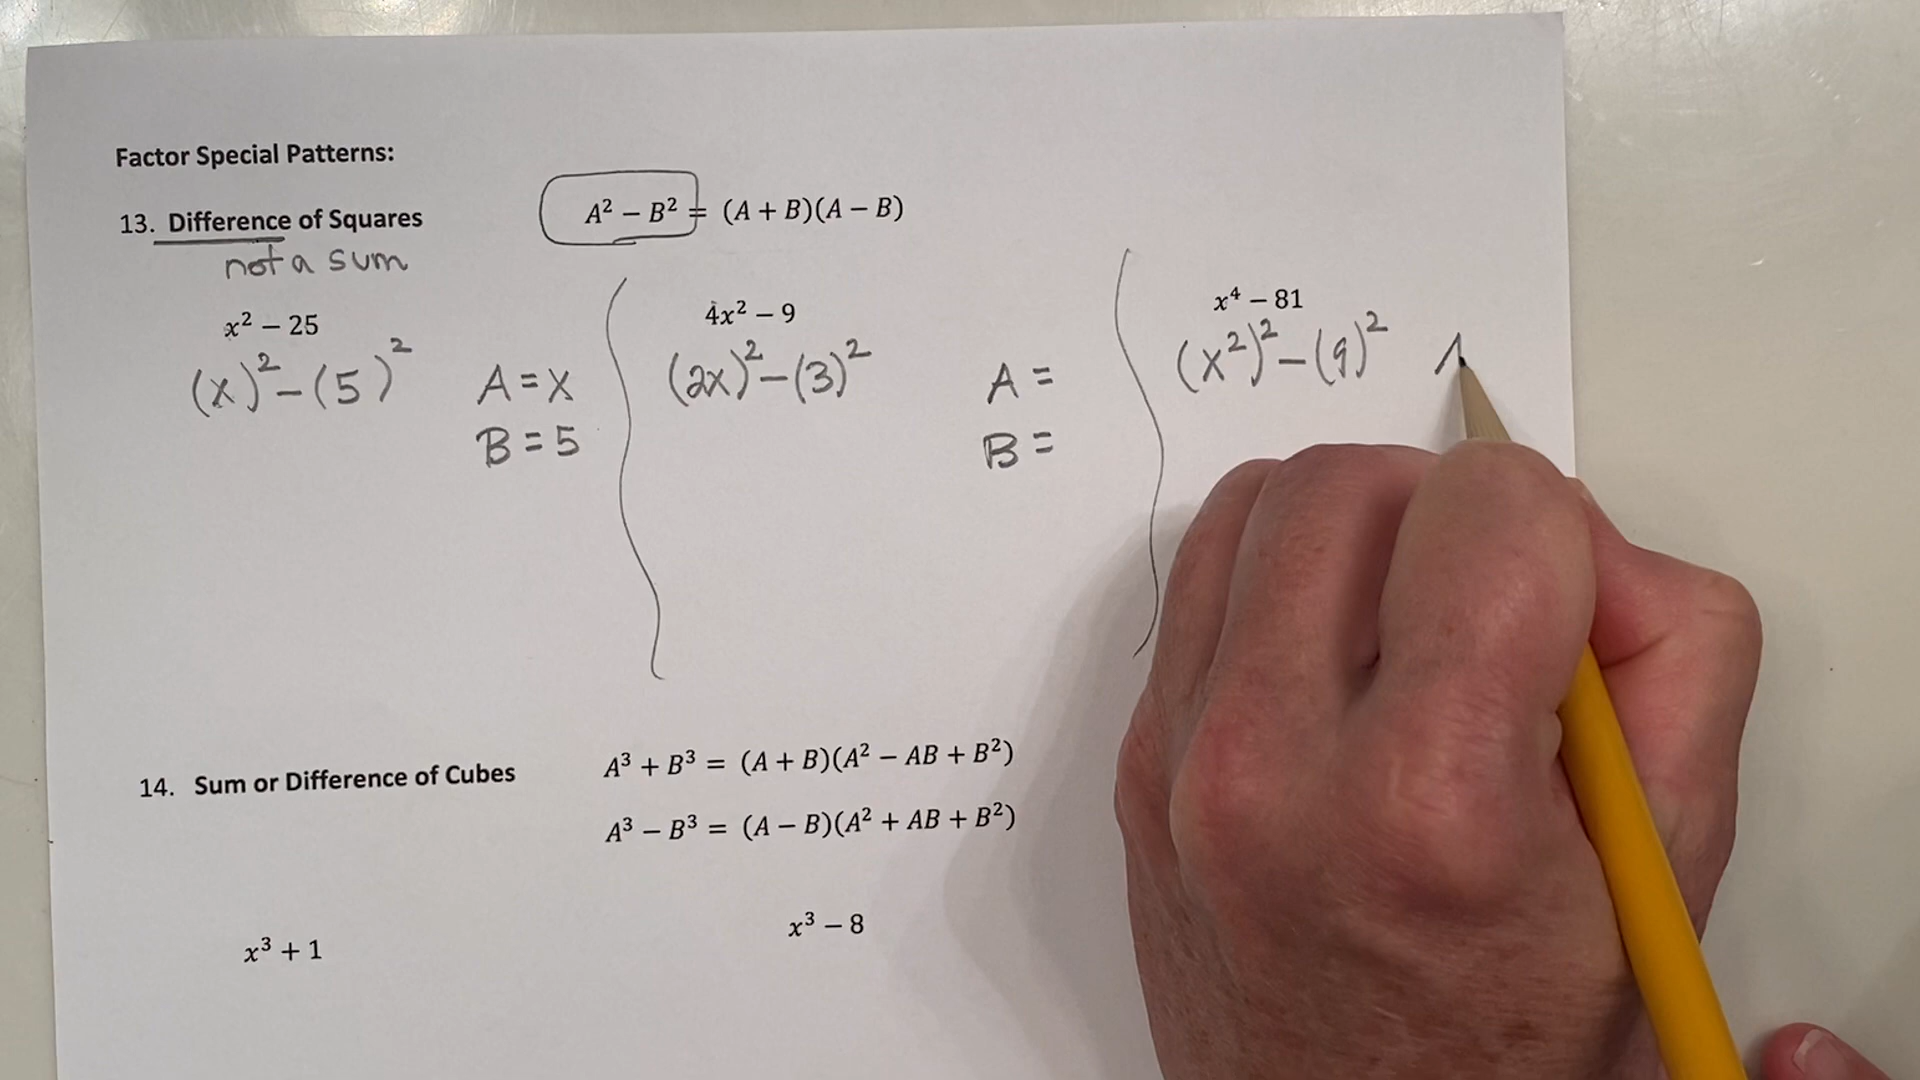 Factor Special Patterns:
13. Difference of Squares
A² − B² = (A + B)(A − B)
not a sum
x² − 25
(x)² − (5)²
A = x
B = 5
4x² − 9
(2x)² − (3)²
A =
B =
x⁴ − 81
(x²)² − (9)²
14. Sum or Difference of Cubes
A³ + B³ = (A + B)(A² − AB + B²)
A³ − B³ = (A − B)(A² + AB + B²)
x³ + 1
x³ − 8